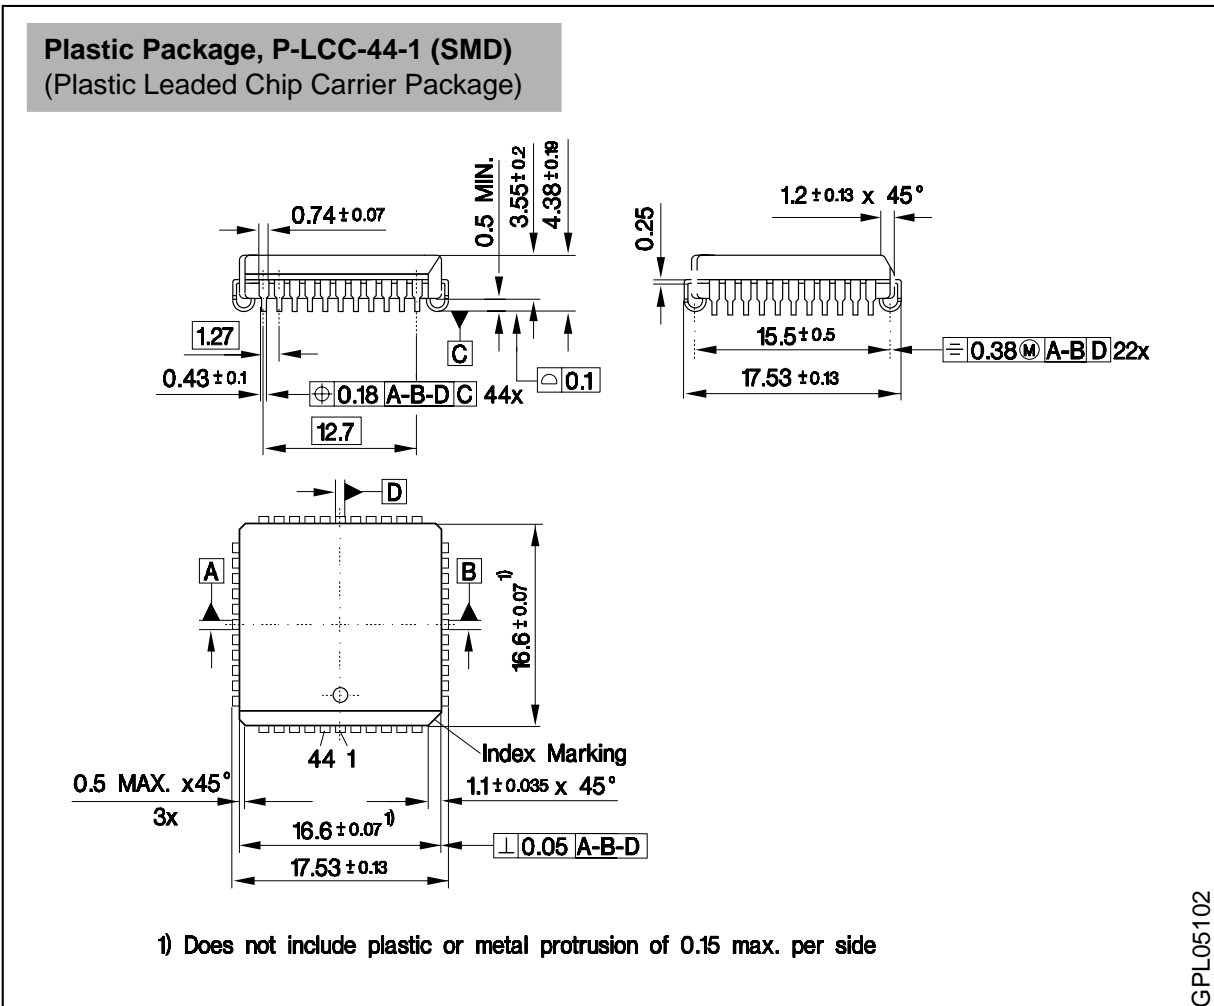 Plastic Package, P-LCC-44-1 (SMD)
(Plastic Leaded Chip Carrier Package)
0.74 ± 0.07
0.5 MIN.
3.55 ± 0.2
4.38 ± 0.19
1.27
C
0.43 ± 0.1
⌖ 0.18 A-B-D C 44x
⌓ 0.1
12.7
0.25
1.2 ± 0.13 x 45°
15.5 ± 0.5
⌯ 0.38 Ⓜ A-B D 22x
17.53 ± 0.13
D
A
B
16.6 ± 0.07 1)
44 1
Index Marking
0.5 MAX. x45°
3x
1.1 ± 0.035 x 45°
16.6 ± 0.07 1)
⊥ 0.05 A-B-D
17.53 ± 0.13
1) Does not include plastic or metal protrusion of 0.15 max. per side
GPL05102